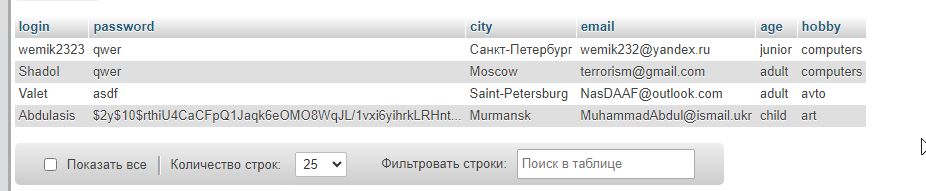 login password city email age hobby
wemik2323 qwer Санкт-Петербург wemik232@yandex.ru junior computers
Shadol qwer Moscow terrorism@gmail.com adult computers
Valet asdf Saint-Petersburg NasDAAF@outlook.com adult avto
Abdulasis $2y$10$rthiU4CaCFpQ1Jaqk6eOMO8WqJL/1vxi6yihrkLRHnt... Murmansk MuhammadAbdul@ismail.ukr child art
Показать все Количество строк: 25 Фильтровать строки: Поиск в таблице